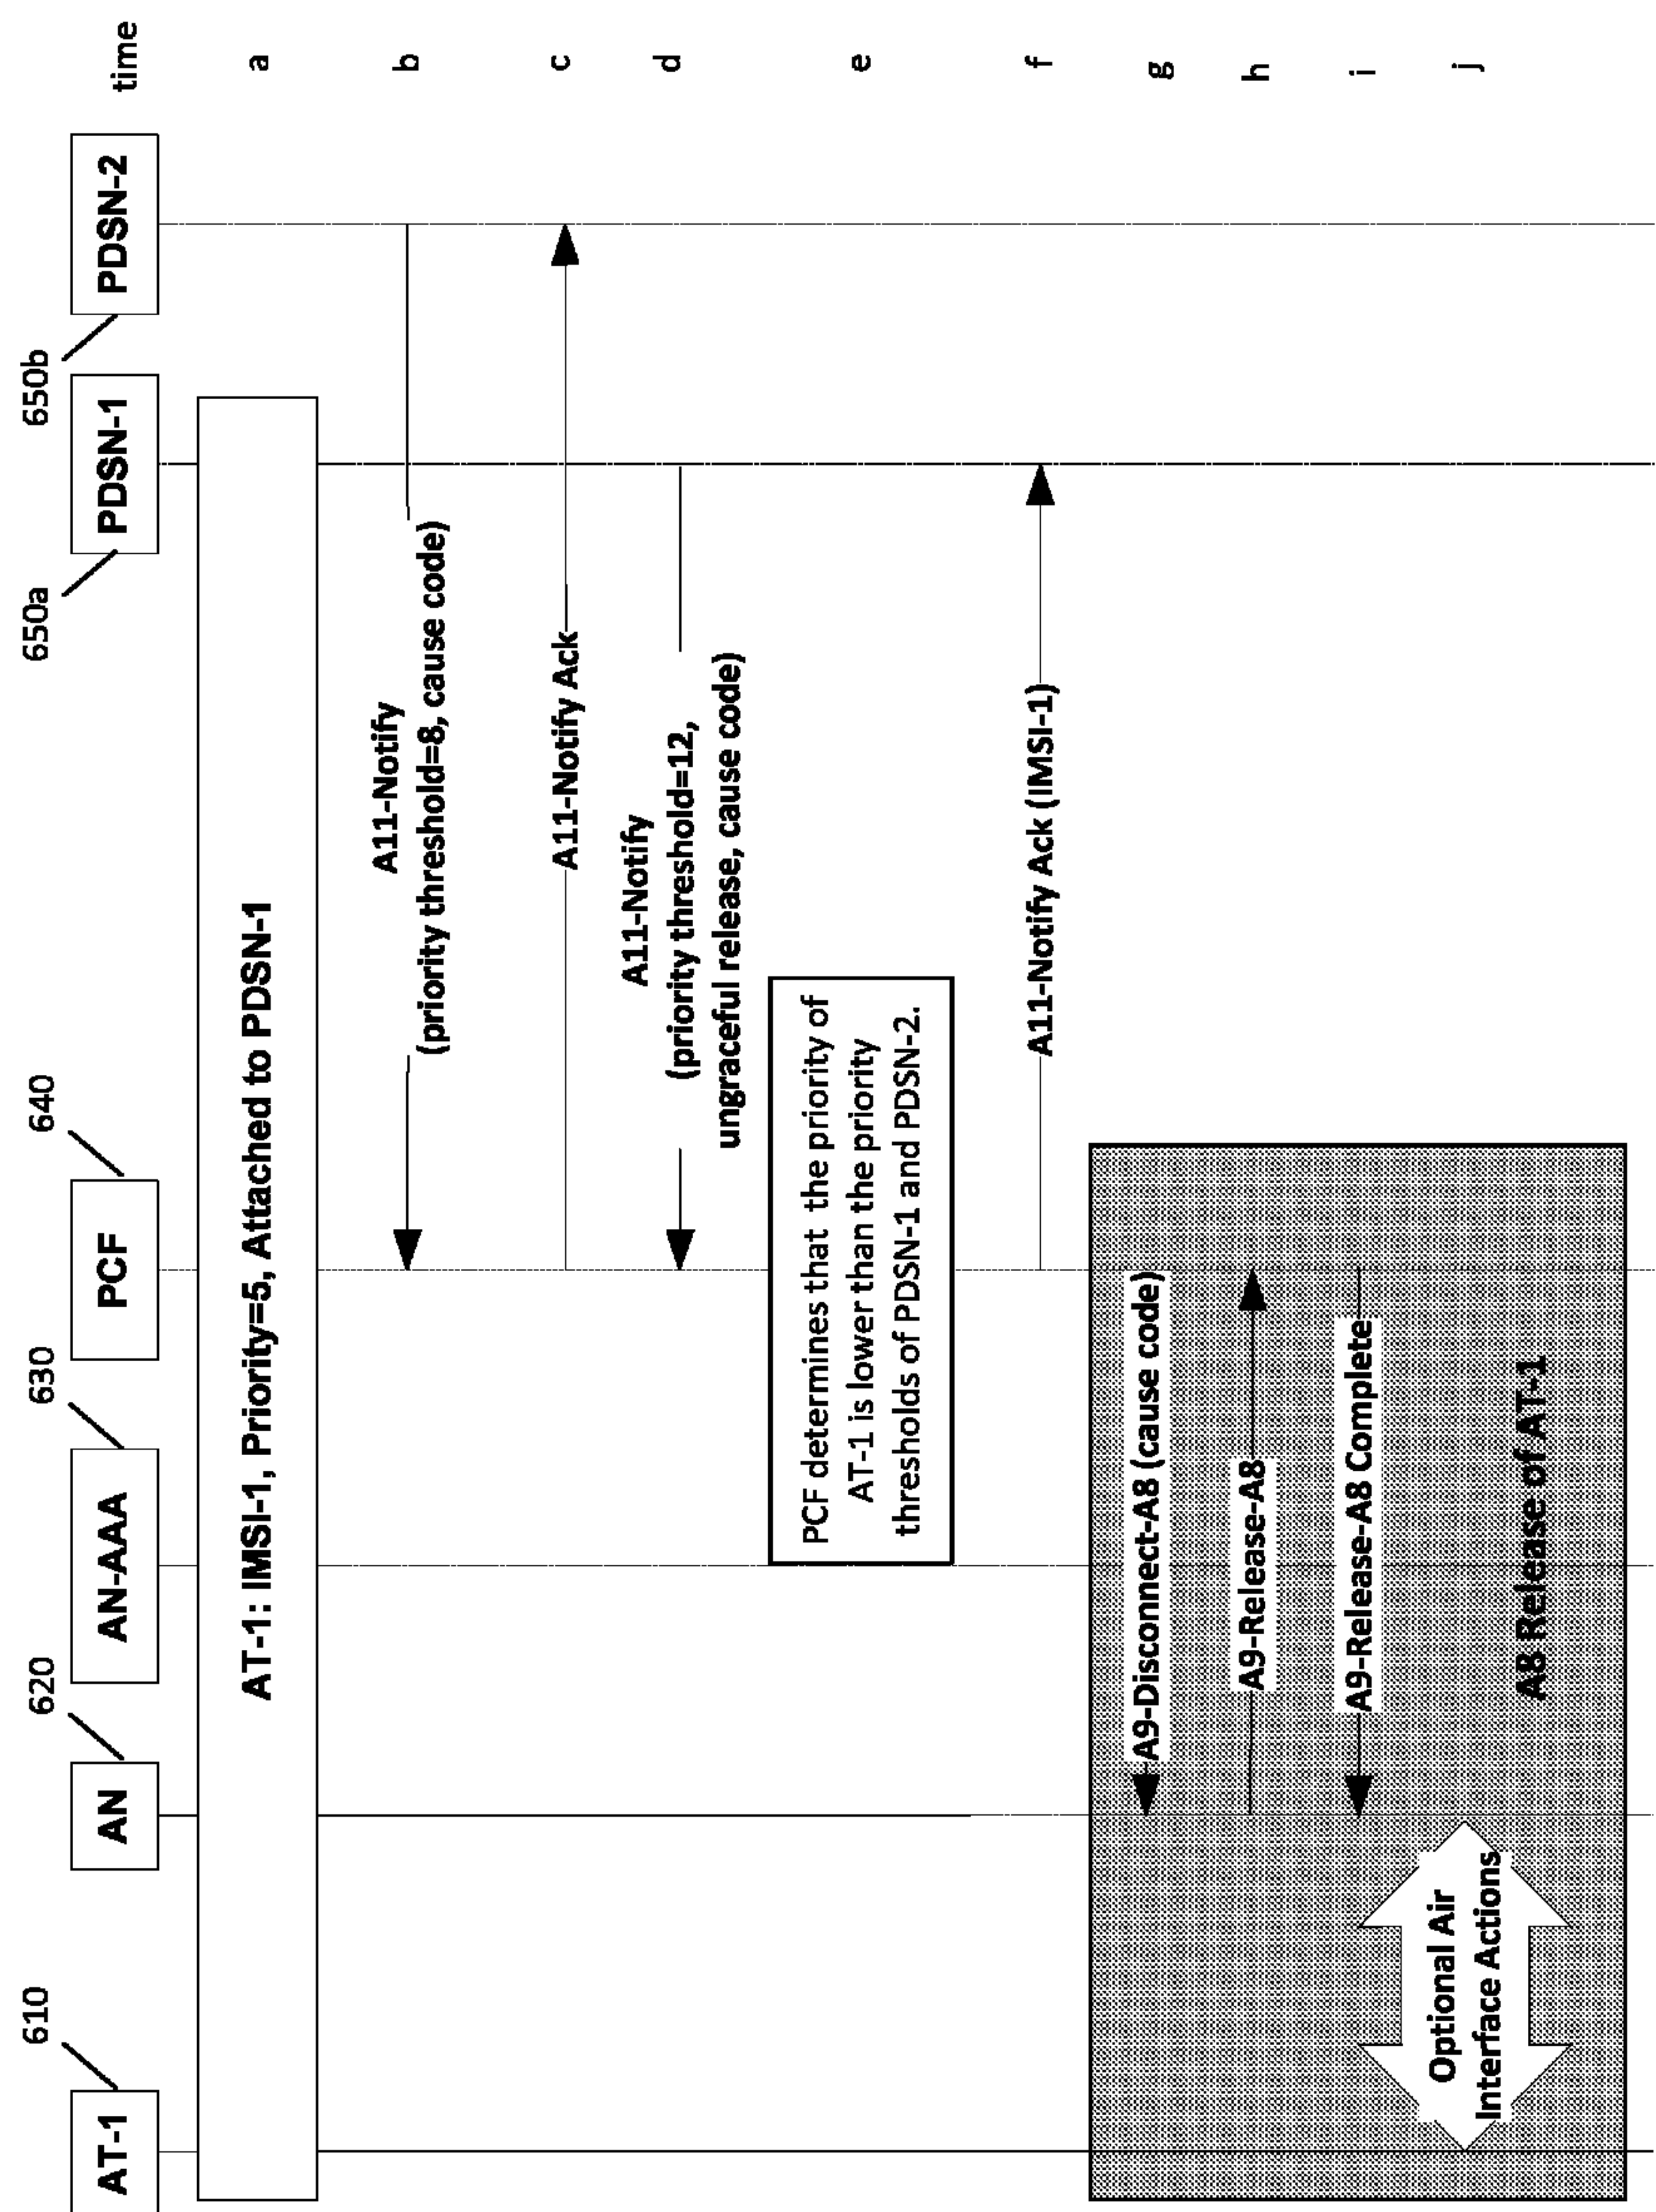 610
620
630
640
650a
650b
AT-1
AN
AN-AAA
PCF
PDSN-1
PDSN-2
time
AT-1: IMSI-1, Priority=5, Attached to PDSN-1
a
A11-Notify
(priority threshold=8, cause code)
b
A11-Notify Ack
c
A11-Notify
(priority threshold=12,
ungraceful release, cause code)
d
PCF determines that the priority of
AT-1 is lower than the priority
thresholds of PDSN-1 and PDSN-2.
e
A11-Notify Ack (IMSI-1)
f
A9-Disconnect-A8 (cause code)
g
A9-Release-A8
h
A9-Release-A8 Complete
i
Optional Air
Interface Actions
j
A8 Release of AT-1